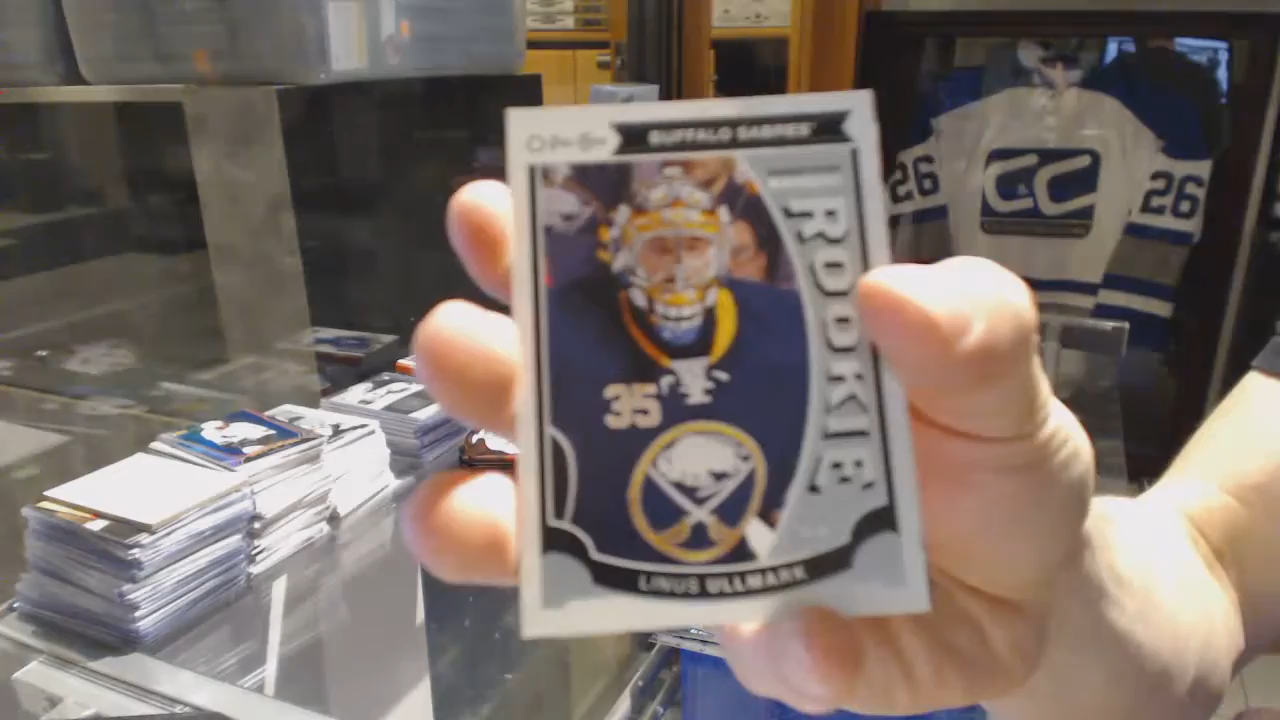 O-Pee-Chee
BUFFALO SABRES
ROOKIE
35
LINUS ULLMARK
26
CC
26